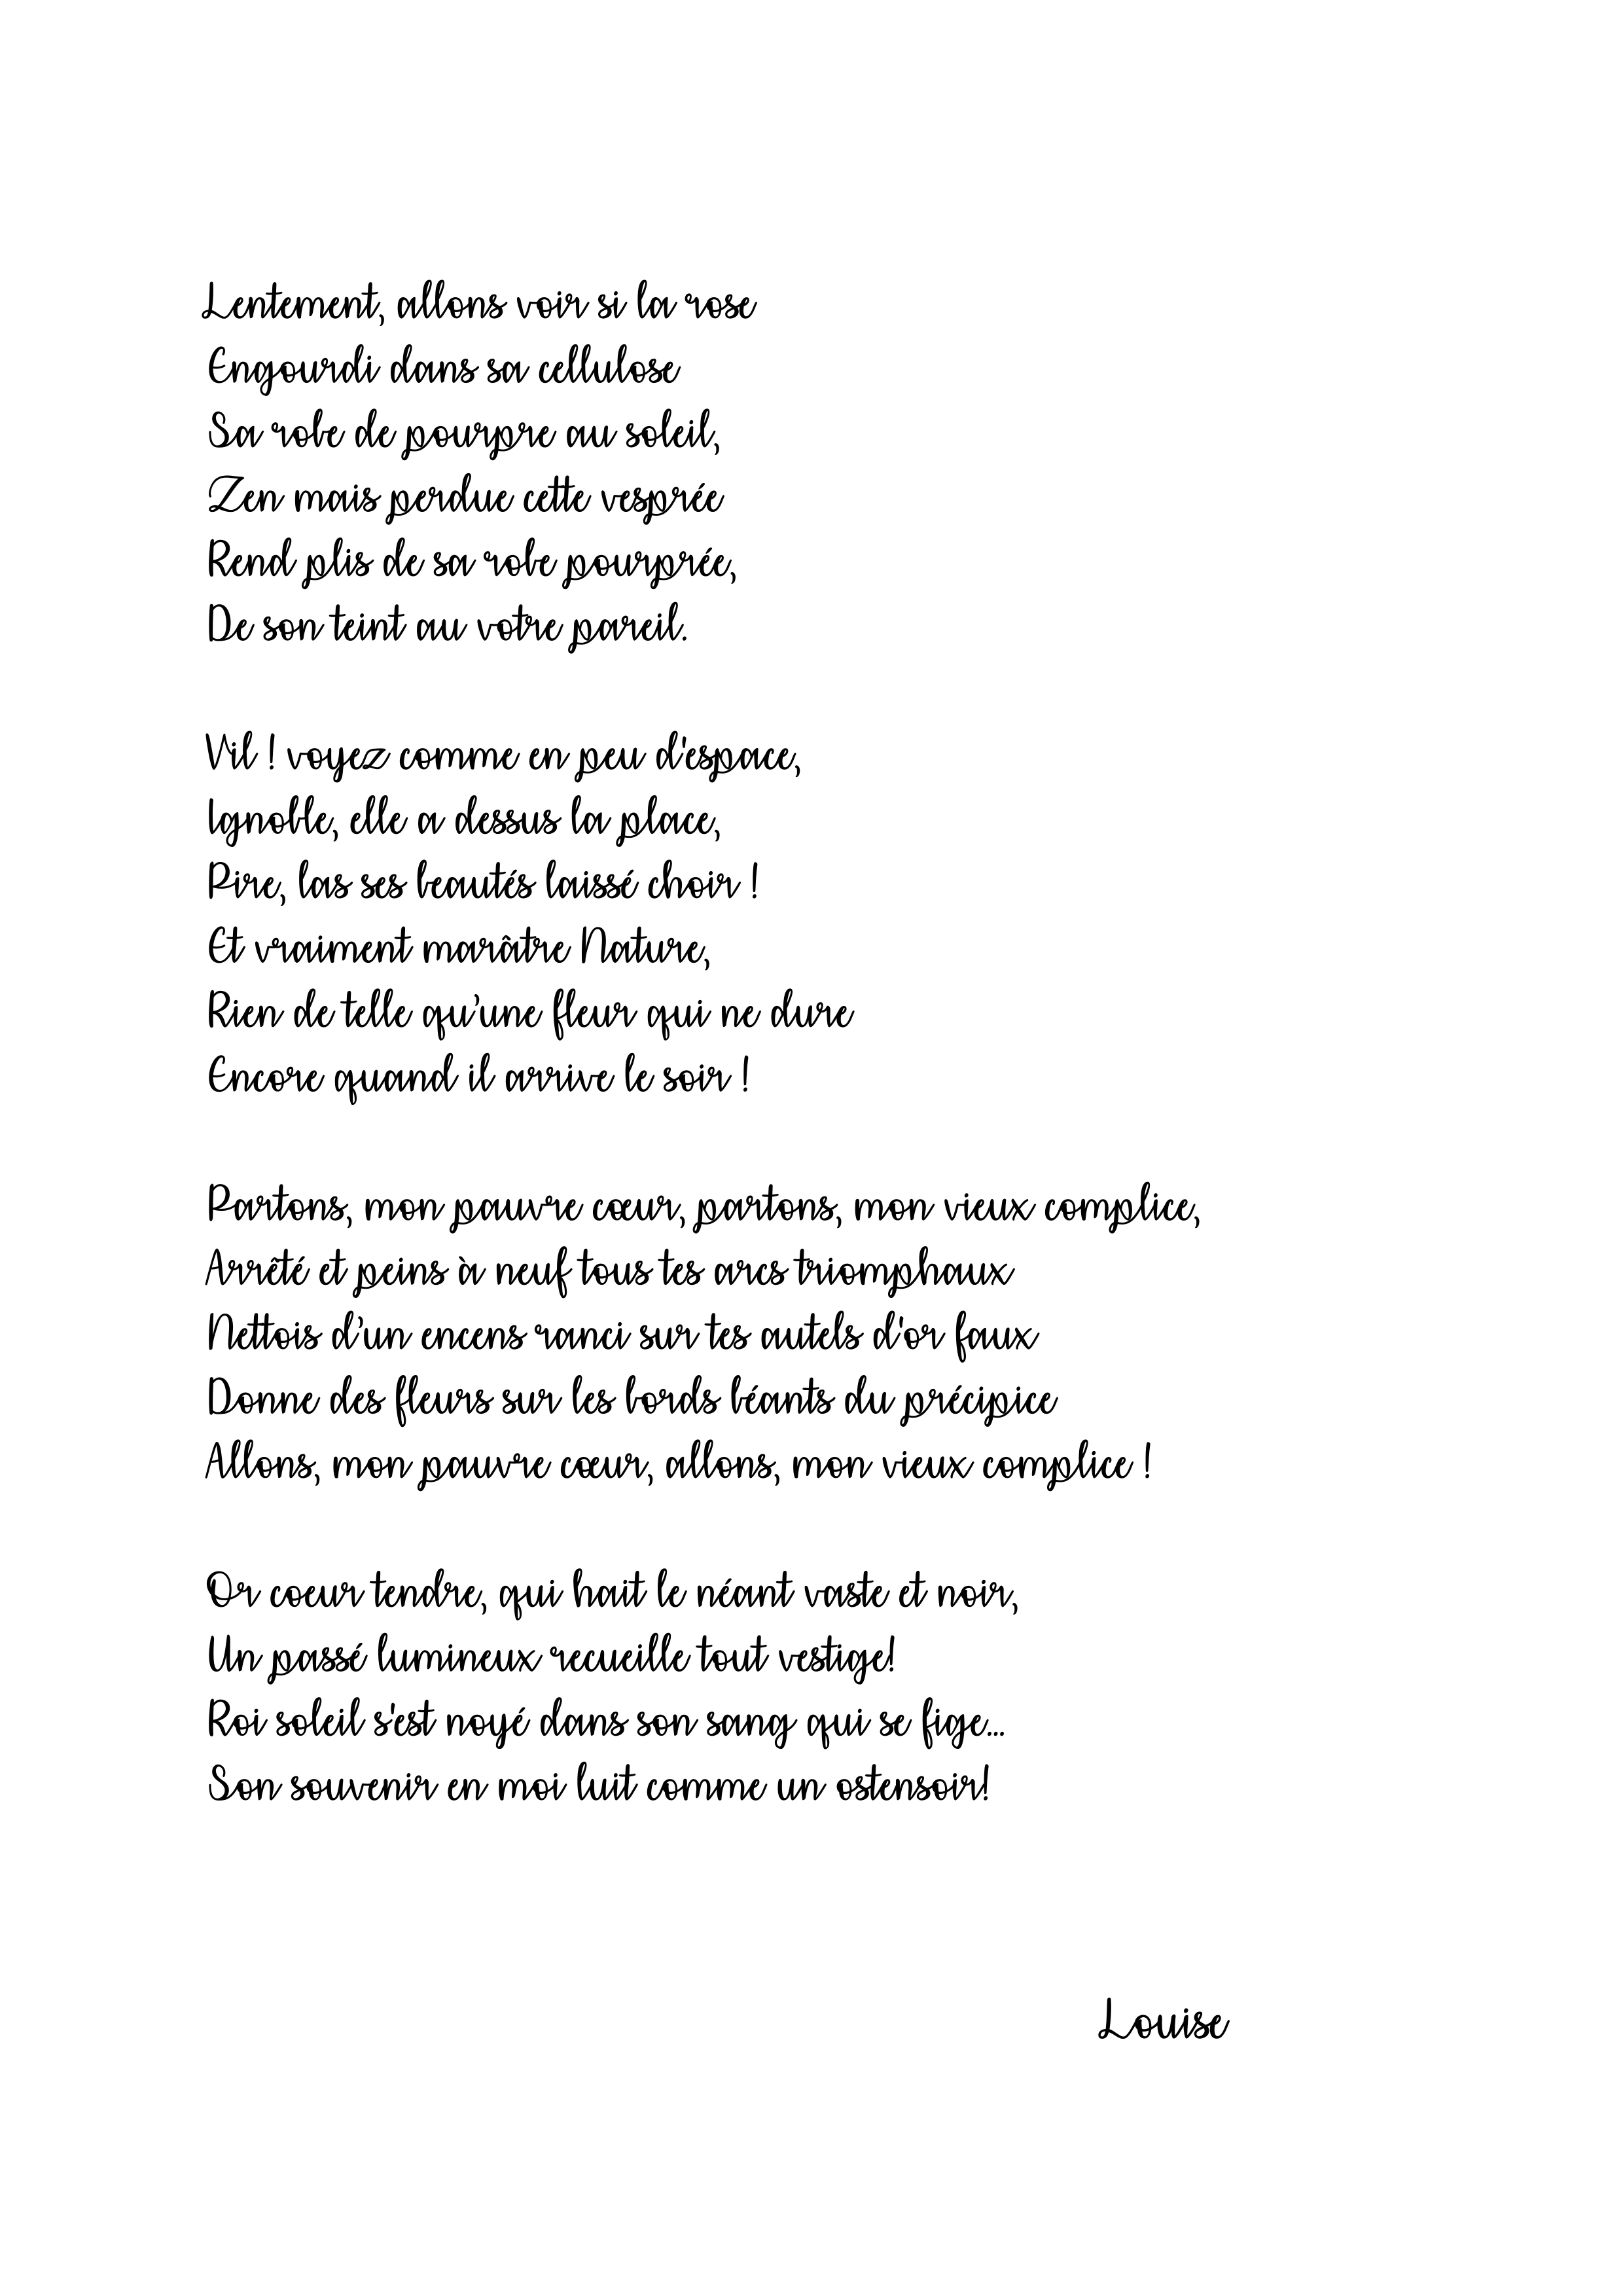 Lentement, allons voir si la rose
Engourdi dans sa cellulose
Sa robe de pourpre au soleil,
Zen mais perdue cette vesprée
Rend plis de sa robe pourprée,
De son teint au votre pareil.
Vil ! voyez comme en peu d'espace,
Ignoble, elle a dessus la place,
Pire, las ses beautés laissé choir !
Et vraiment marâtre Nature,
Rien de telle qu'une fleur qui ne dure
Encore quand il arrive le soir !
Partons, mon pauvre cœur, partons, mon vieux complice,
Arrêté et peins à neuf tous tes arcs triomphaux
Nettois d'un encens ranci sur tes autels d'or faux
Donne des fleurs sur les bords béants du précipice
Allons, mon pauvre cœur, allons, mon vieux complice !
Or coeur tendre, qui hait le néant vaste et noir,
Un passé lumineux recueille tout vestige!
Roi soleil s'est noyé dans son sang qui se fige...
Son souvenir en moi luit comme un ostensoir!
Louise